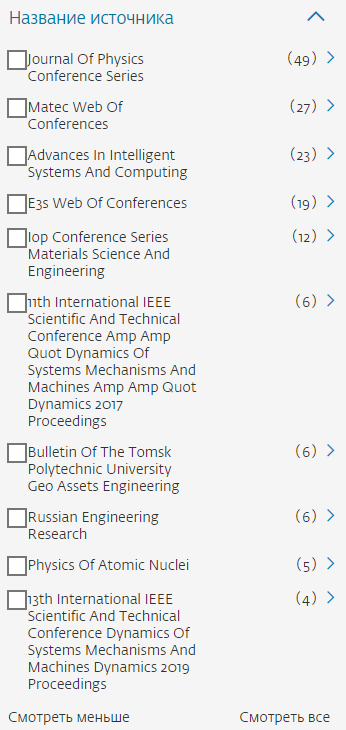 Название источника
Journal Of Physics (49)
Conference Series
Matec Web Of (27)
Conferences
Advances In Intelligent (23)
Systems And Computing
E3s Web Of Conferences (19)
Iop Conference Series (12)
Materials Science And
Engineering
11th International IEEE (6)
Scientific And Technical
Conference Amp Amp
Quot Dynamics Of
Systems Mechanisms And
Machines Amp Amp Quot
Dynamics 2017
Proceedings
Bulletin Of The Tomsk (6)
Polytechnic University
Geo Assets Engineering
Russian Engineering (6)
Research
Physics Of Atomic Nuclei (5)
13th International IEEE (4)
Scientific And Technical
Conference Dynamics Of
Systems Mechanisms And
Machines Dynamics 2019
Proceedings
Смотреть меньше Смотреть все